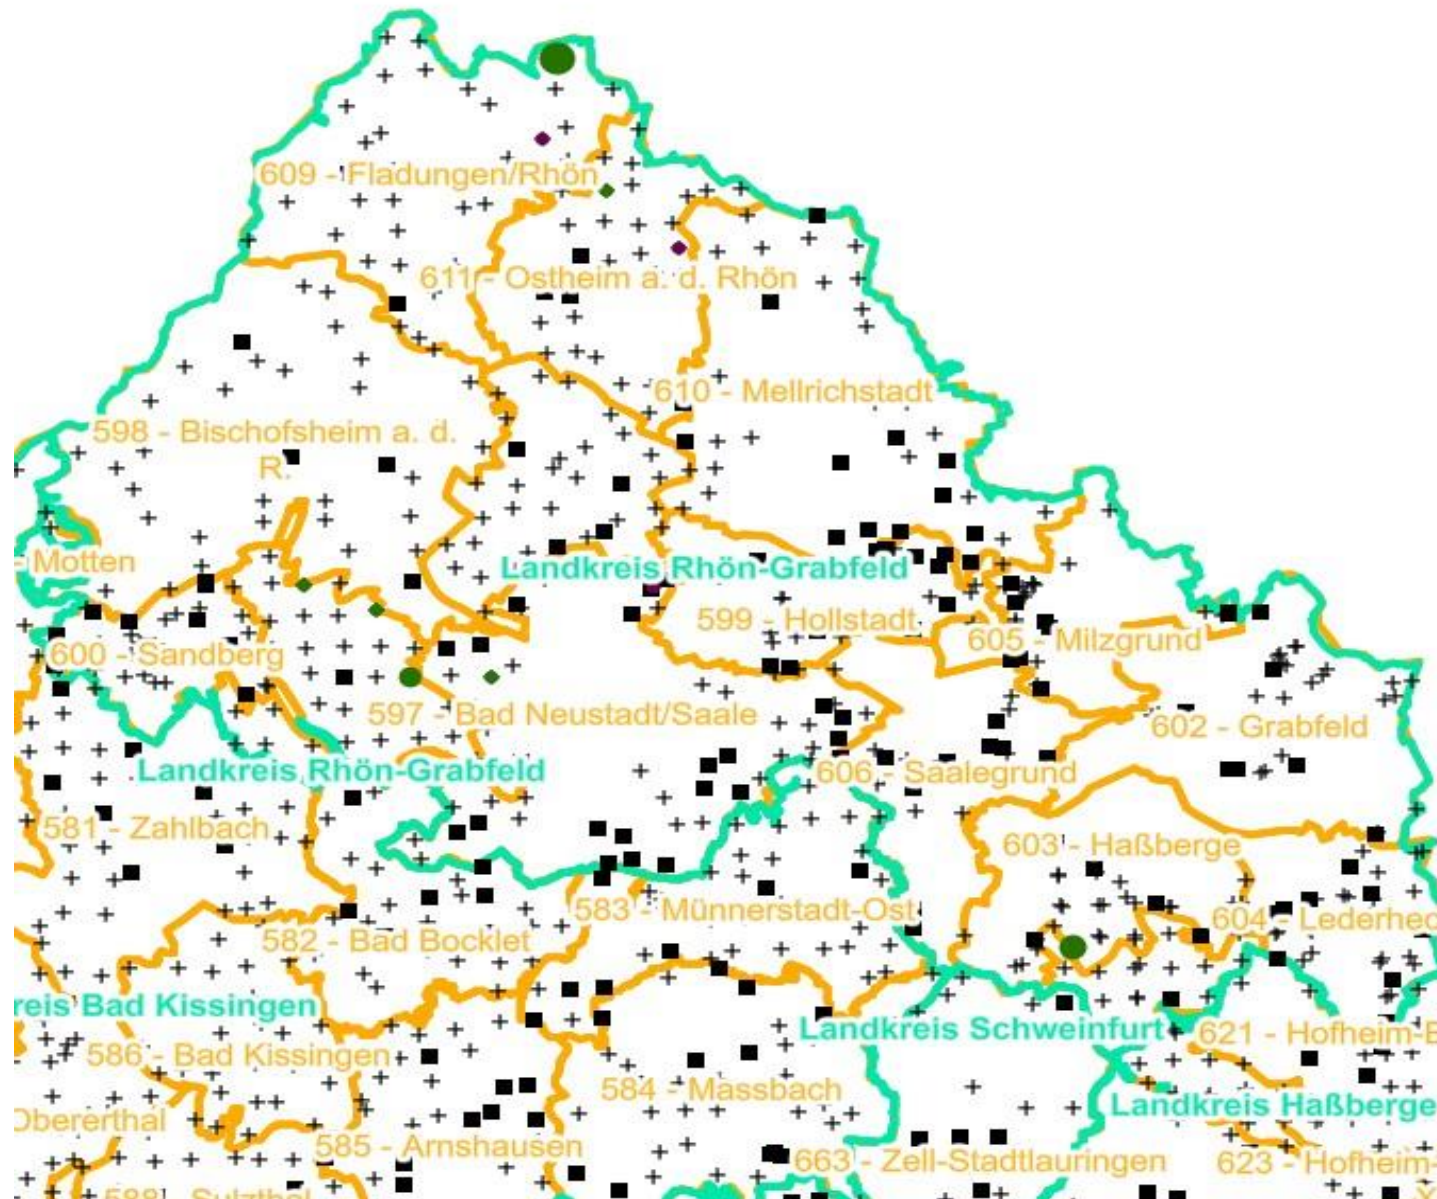 609 - Fladungen/Rhön
611 - Ostheim a. d. Rhön
610 - Mellrichstadt
598 - Bischofsheim a. d.
R.
- Motten
Landkreis Rhön-Grabfeld
599 - Hollstadt
605 - Milzgrund
600 - Sandberg
597 - Bad Neustadt/Saale
602 - Grabfeld
Landkreis Rhön-Grabfeld
606 - Saalegrund
581 - Zahlbach
603 - Haßberge
583 - Münnerstadt-Ost
604 - Lederhec
582 - Bad Bocklet
reis Bad Kissingen
Landkreis Schweinfurt
621 - Hofheim-E
586 - Bad Kissingen
584 - Massbach
Landkreis Haßberge
Obererthal
585 - Arnshausen
663 - Zell-Stadtlauringen
623 - Hofheim-
588 - Sulzthal